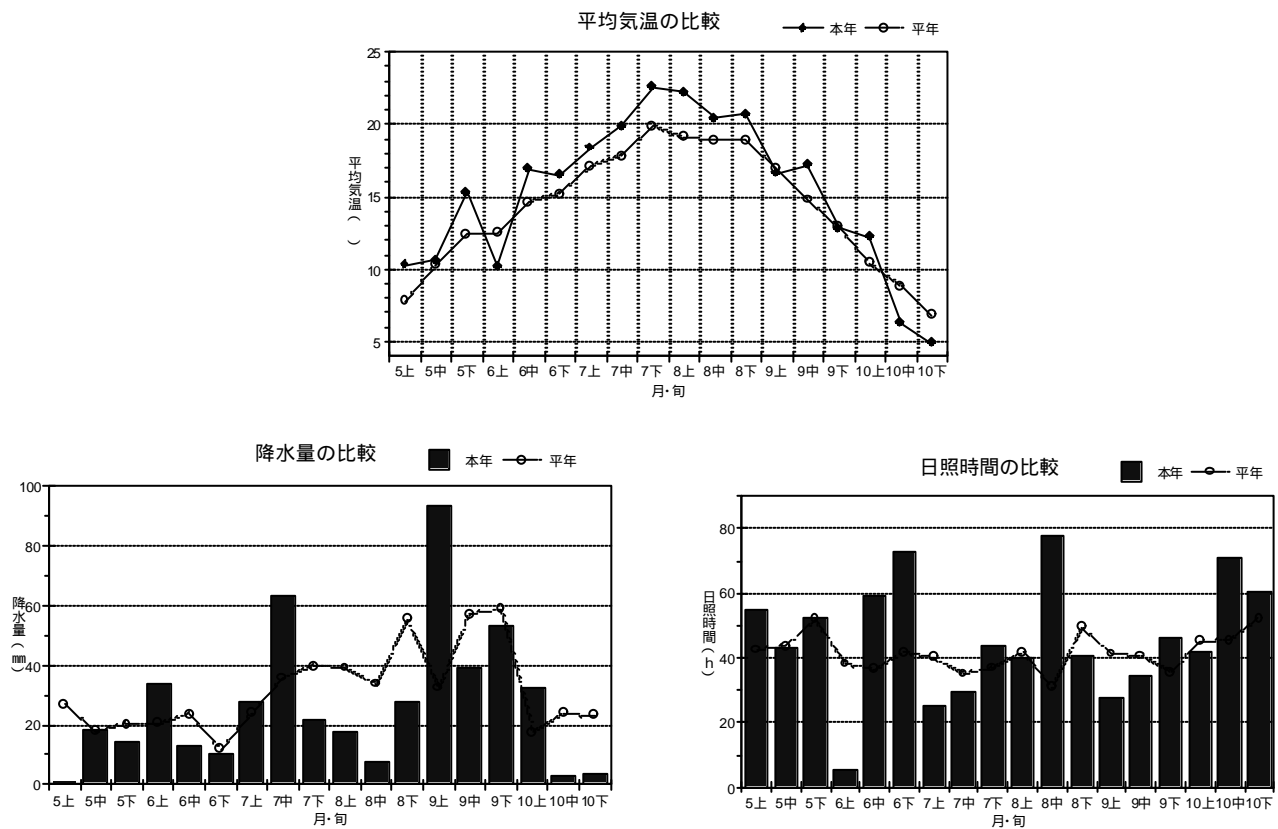 平均気温の比較
本年 平年
25
20
15
10
5
平均気温( )
5上 5中 5下 6上 6中 6下 7上 7中 7下 8上 8中 8下 9上 9中 9下 10上 10中 10下
月・旬
降水量の比較
本年 平年
100
80
60
40
20
0
降水量(㎜)
5上 5中 5下 6上 6中 6下 7上 7中 7下 8上 8中 8下 9上 9中 9下 10上 10中 10下
月・旬
日照時間の比較
本年 平年
80
60
40
20
0
日照時間(h)
5上 5中 5下 6上 6中 6下 7上 7中 7下 8上 8中 8下 9上 9中 9下 10上 10中 10下
月・旬